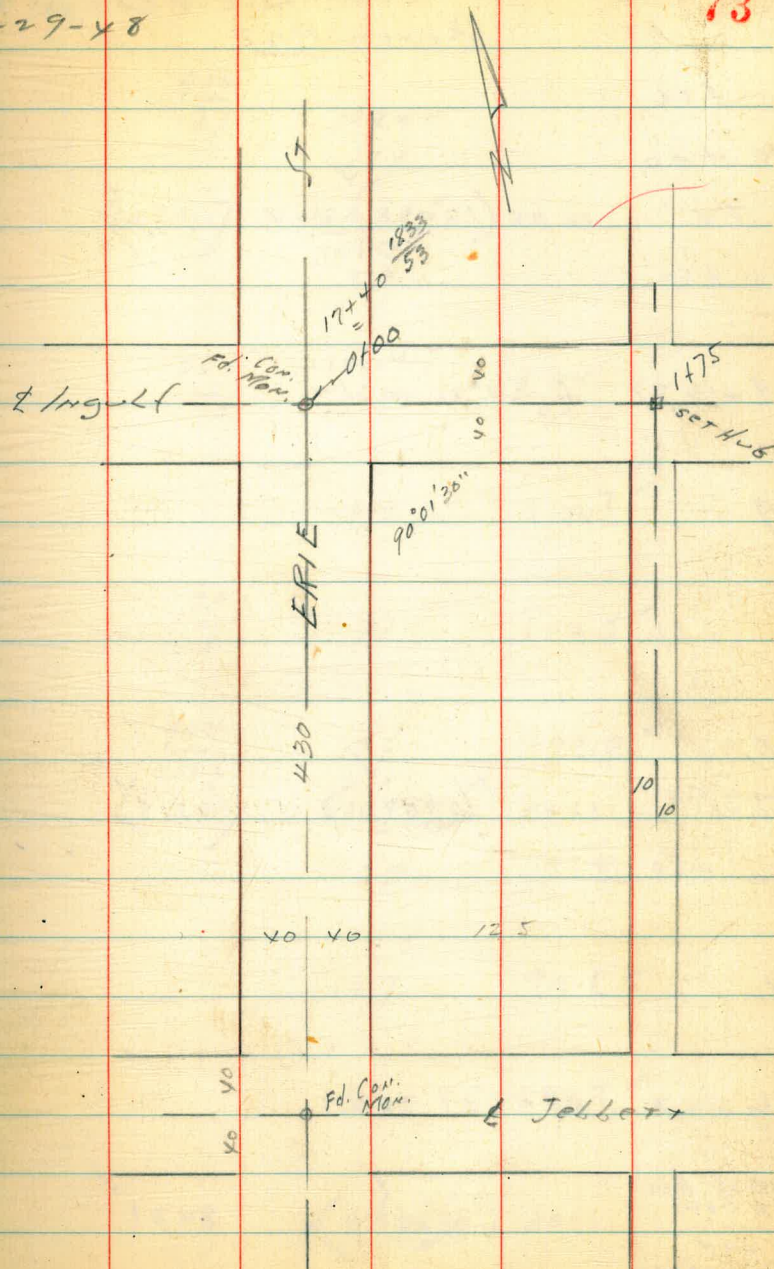 -29-48
73
ST
1833
53
17+40
=
0+00
Fd. Con.
Mon.
℄ Ingulf
40
40
1+75
set Hub
90°01'30"
ERIE
430
10
10
40 40
125
40
40
Fd. Con.
Mon.
℄ Jellett